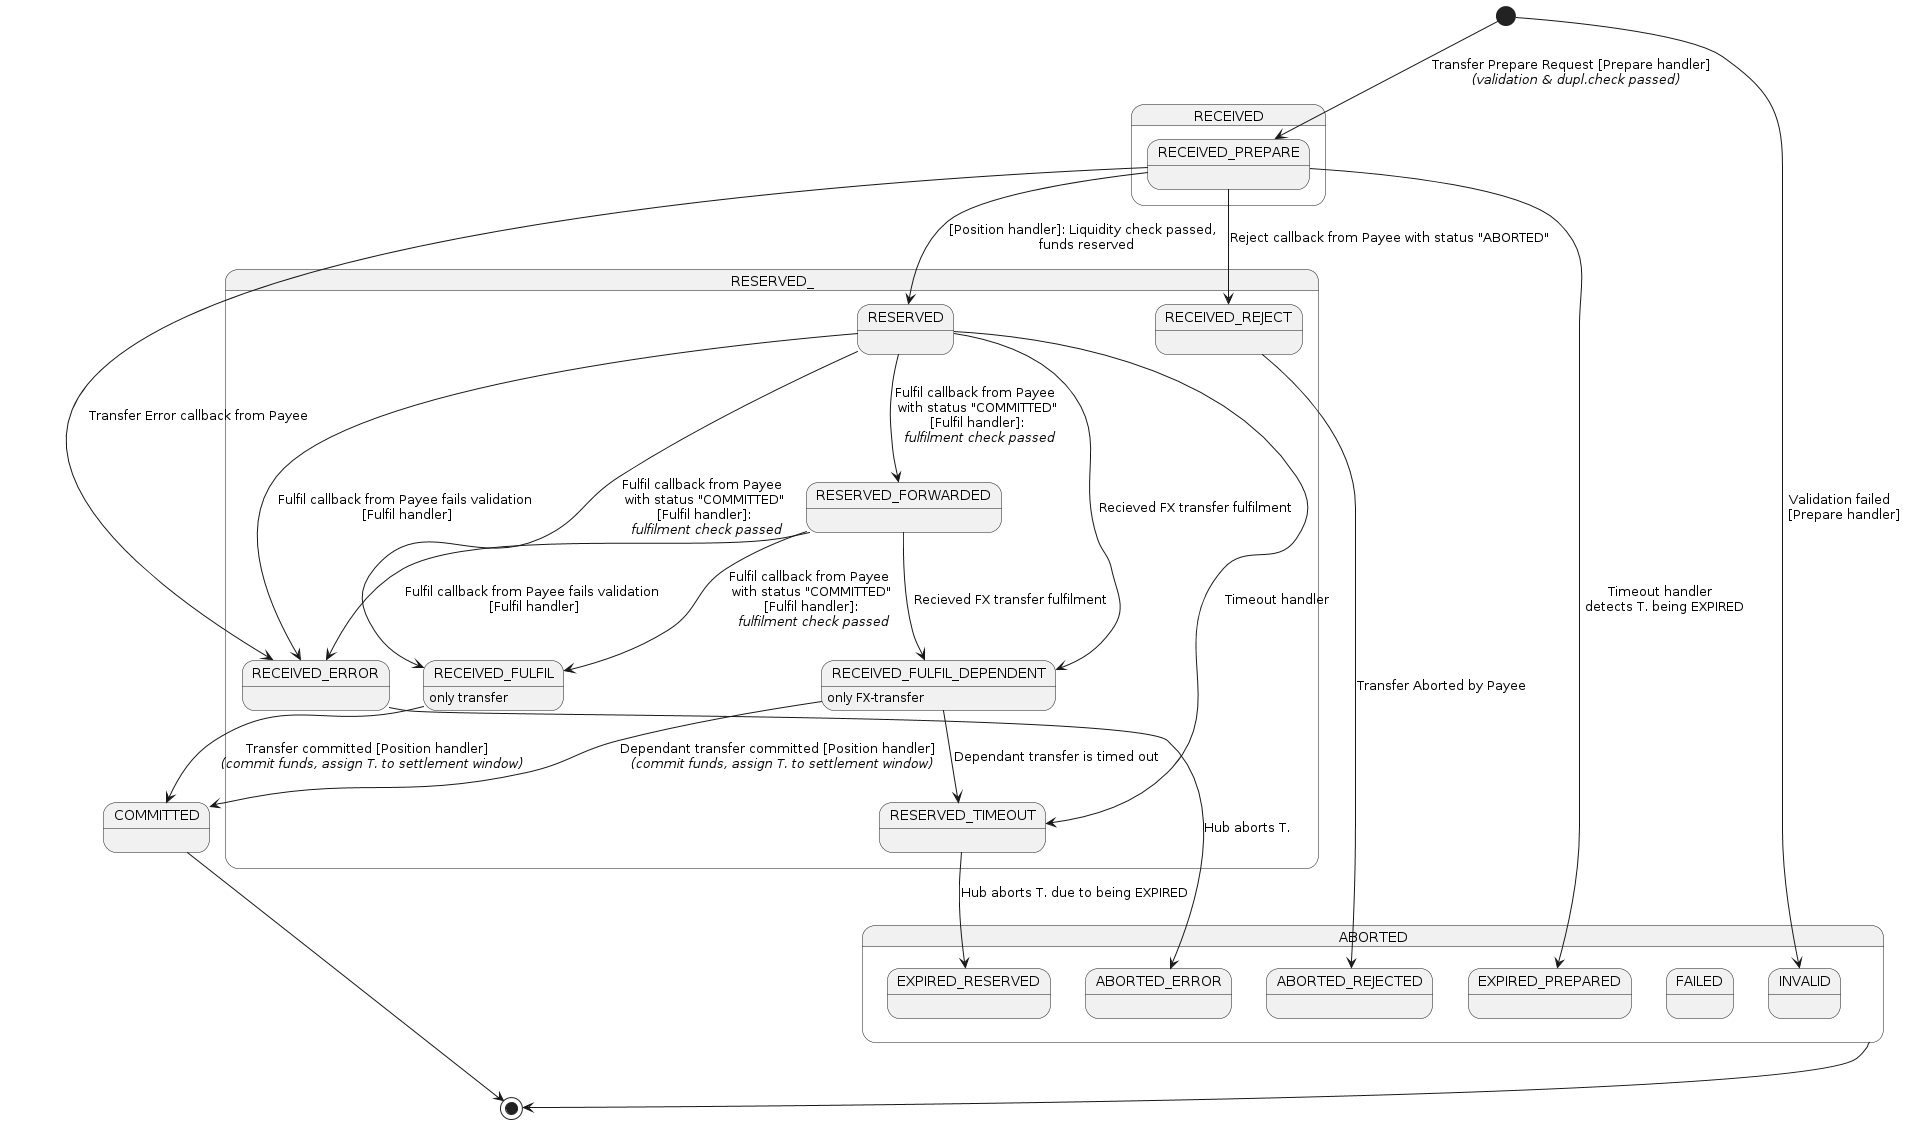 Transfer Prepare Request [Prepare handler]
(validation & dupl.check passed)
RECEIVED
RECEIVED_PREPARE
[Position handler]: Liquidity check passed,
funds reserved
Reject callback from Payee with status "ABORTED"
RESERVED_
RESERVED
RECEIVED_REJECT
Transfer Error callback from Payee
Fulfil callback from Payee
with status "COMMITTED"
[Fulfil handler]:
fulfilment check passed
Fulfil callback from Payee fails validation
[Fulfil handler]
Fulfil callback from Payee
with status "COMMITTED"
[Fulfil handler]:
fulfilment check passed
RESERVED_FORWARDED
Recieved FX transfer fulfilment
Validation failed
[Prepare handler]
Fulfil callback from Payee fails validation
[Fulfil handler]
Fulfil callback from Payee
with status "COMMITTED"
[Fulfil handler]:
fulfilment check passed
Recieved FX transfer fulfilment
Timeout handler
Timeout handler
detects T. being EXPIRED
RECEIVED_ERROR
RECEIVED_FULFIL
only transfer
RECEIVED_FULFIL_DEPENDENT
only FX-transfer
Transfer Aborted by Payee
Transfer committed [Position handler]
(commit funds, assign T. to settlement window)
Dependant transfer committed [Position handler]
(commit funds, assign T. to settlement window)
Dependant transfer is timed out
COMMITTED
RESERVED_TIMEOUT
Hub aborts T.
Hub aborts T. due to being EXPIRED
ABORTED
EXPIRED_RESERVED
ABORTED_ERROR
ABORTED_REJECTED
EXPIRED_PREPARED
FAILED
INVALID